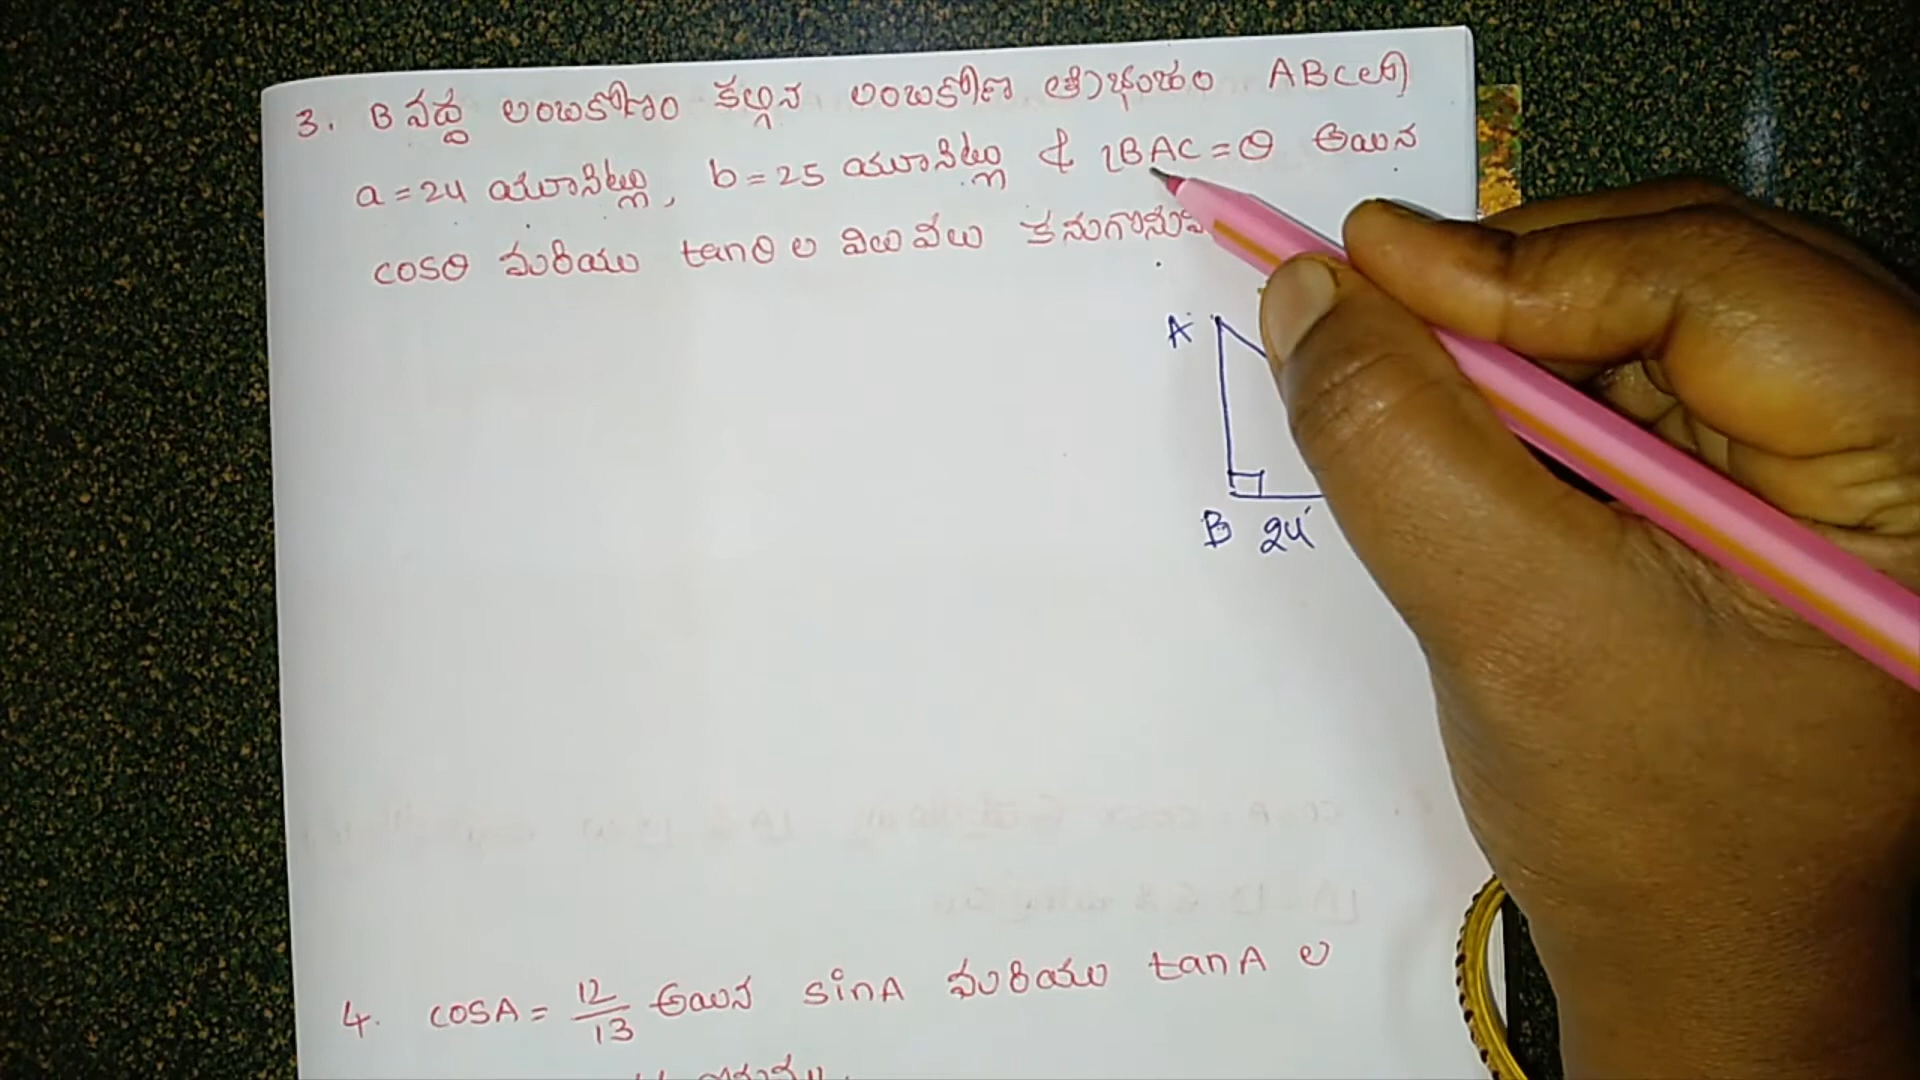 3. B వద్ద లంబకోణం కల్గిన లంబకోణ త్రిభుజం ABCలో
a = 24 యూనిట్లు, b = 25 యూనిట్లు & ∠BAC = θ అయిన
cosθ మరియు tanθ ల విలువలు
A
B 24
4. cosA = 12/13 అయిన sinA మరియు tanA ల